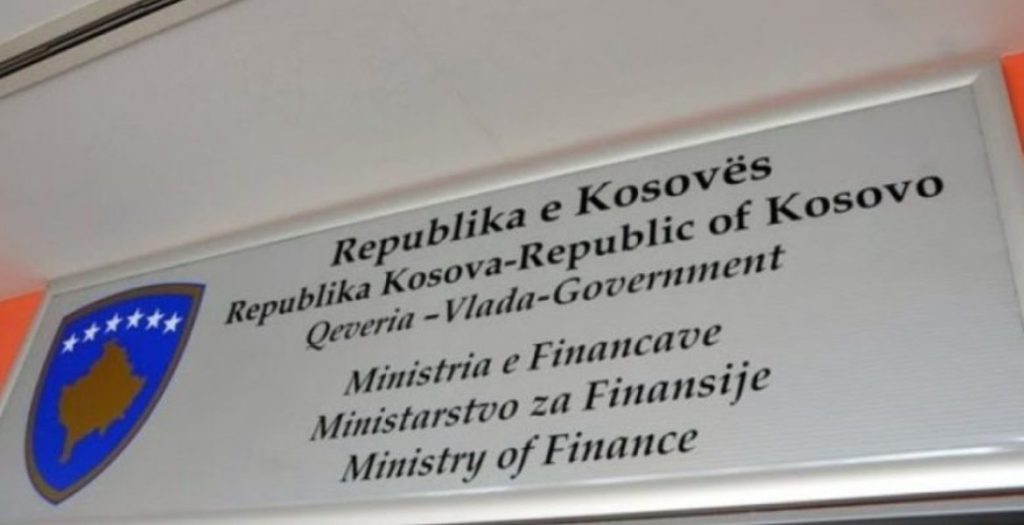 Republika e Kosovës
Republika Kosova-Republic of Kosovo
Qeveria –Vlada-Government
Ministria e Financave
Ministarstvo za Finansije
Ministry of Finance